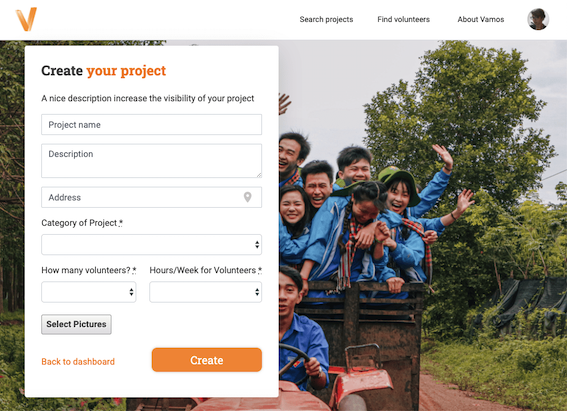 Search projects
Find volunteers
About Vamos
Create your project
A nice description increase the visibility of your project
Project name
Description
Address
Category of Project *
How many volunteers? *
Hours/Week for Volunteers *
Select Pictures
Back to dashboard
Create